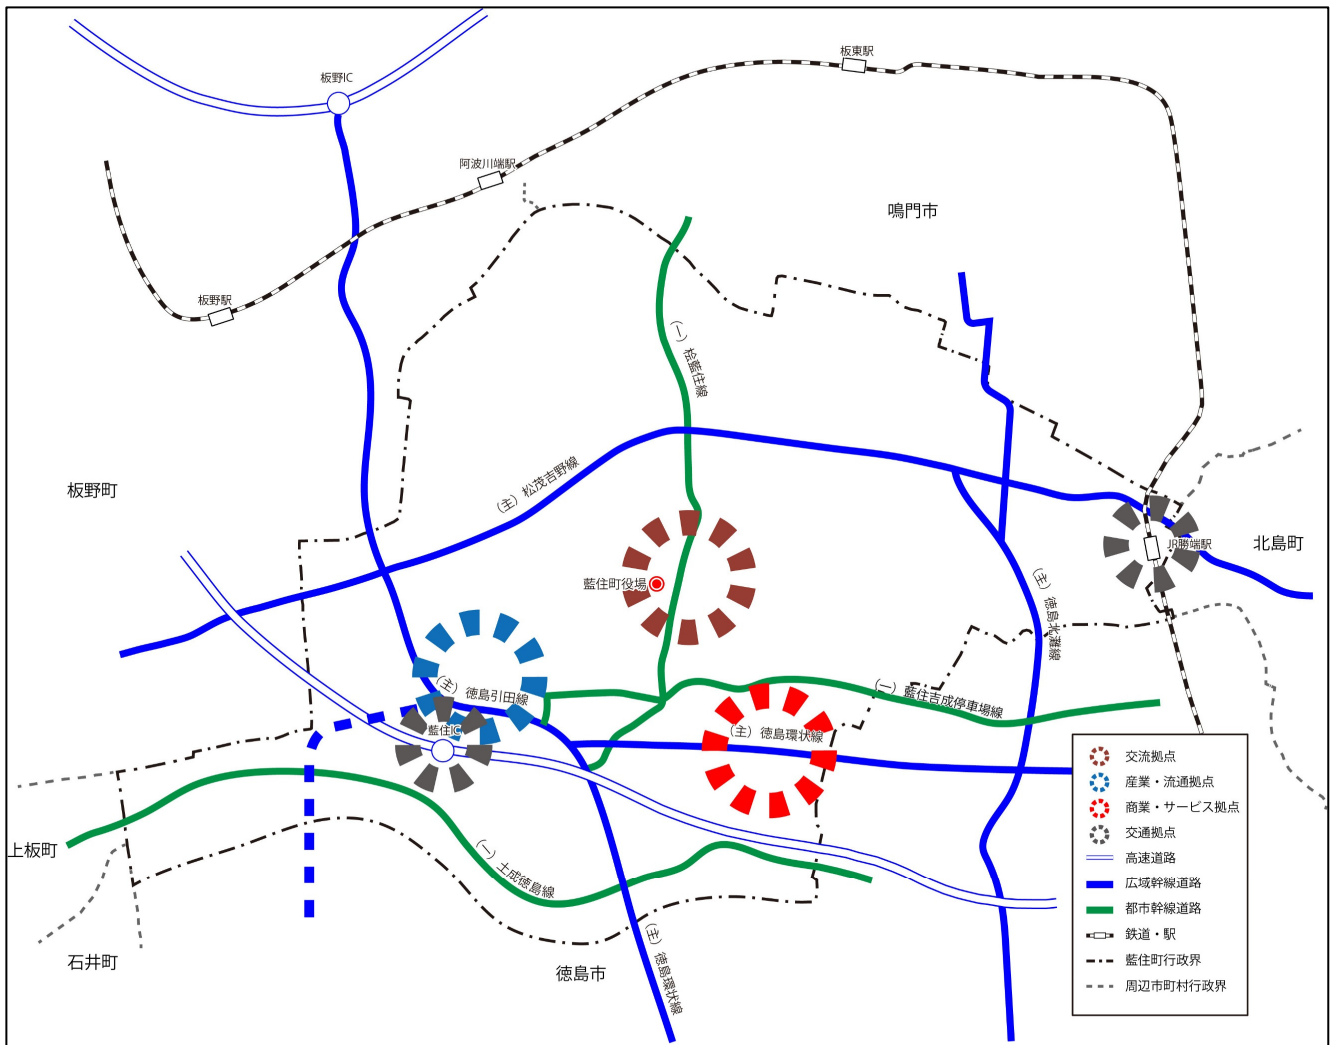 板野IC
板東駅
阿波川端駅
鳴門市
板野駅
(一) 桧藍住線
(主) 松茂吉野線
板野町
藍住町役場
JR勝瑞駅
北島町
(主) 徳島北灘線
(主) 徳島引田線
藍住IC
(一) 藍住吉成停車場線
(主) 徳島環状線
上板町
(一) 土成徳島線
石井町
徳島市
(主) 徳島環状線
交流拠点
産業・流通拠点
商業・サービス拠点
交通拠点
高速道路
広域幹線道路
都市幹線道路
鉄道・駅
藍住町行政界
周辺市町村行政界